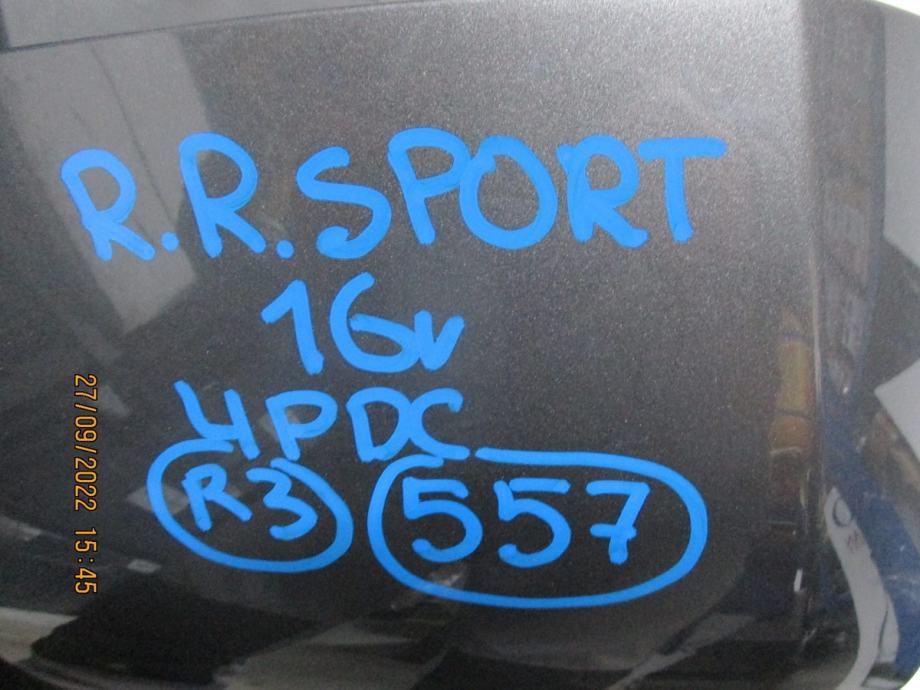 R.R.SPORT
16v
4PDC
R3 557
27/09/2022 15:45